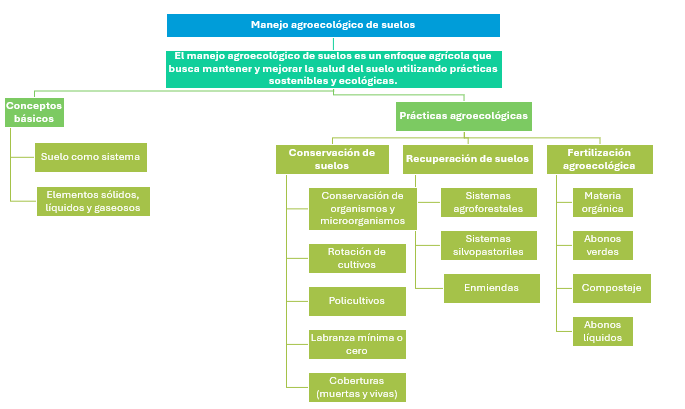 Manejo agroecológico de suelos
El manejo agroecológico de suelos es un enfoque agrícola que
busca mantener y mejorar la salud del suelo utilizando prácticas
sostenibles y ecológicas.
Conceptos
básicos
Suelo como sistema
Elementos sólidos,
líquidos y gaseosos
Prácticas agroecológicas
Conservación de
suelos
Conservación de
organismos y
microorganismos
Rotación de
cultivos
Policultivos
Labranza mínima o
cero
Coberturas
(muertas y vivas)
Recuperación de suelos
Sistemas
agroforestales
Sistemas
silvopastoriles
Enmiendas
Fertilización
agroecológica
Materia
orgánica
Abonos
verdes
Compostaje
Abonos
líquidos